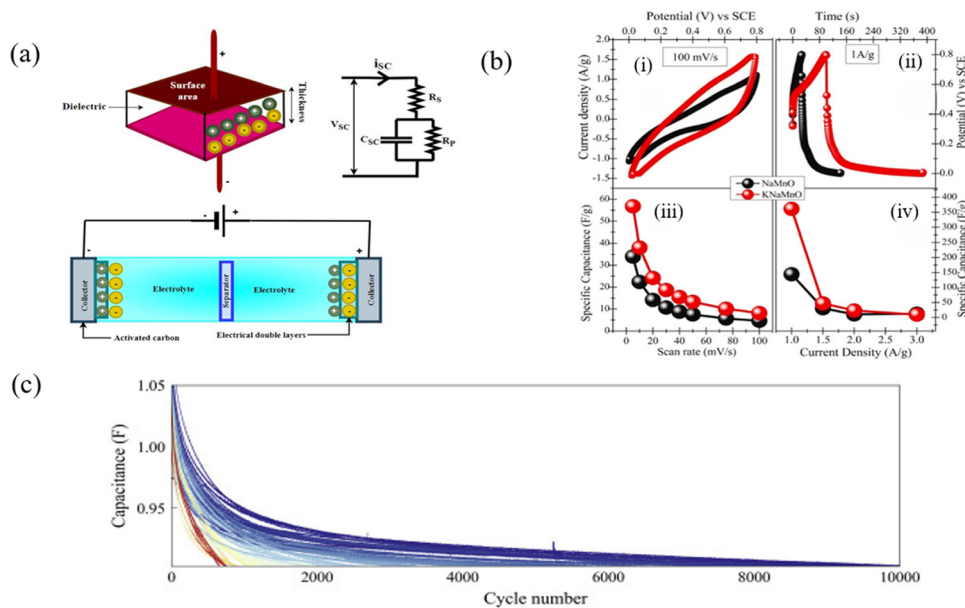 (a)
+
Surface
area
Dielectric
Thickness
-
iSC
VSC
RS
CSC
RP
- +
-
+
Collector
Electrolyte
Separator
Electrolyte
Collector
Activated carbon
Electrical double layers
(b)
Potential (V) vs SCE
0.0 0.2 0.4 0.6 0.8
Time (s)
0 100 200 300 400
2.0
1.5
1.0
0.5
0.0
-0.5
-1.0
-1.5
Current density (A/g)
(i)
100 mV/s
1A/g
(ii)
0.8
0.6
0.4
0.2
0.0
Potential (V) vs SCE
NaMnO
KNaMnO
60
50
40
30
20
10
0
Specific Capacitance (F/g)
(iii)
(iv)
400
350
300
250
200
150
100
50
0
Specific Capacitance (F/g)
0 20 40 60 80 100
Scan rate (mV/s)
1.0 1.5 2.0 2.5 3.0
Current Density (A/g)
(c)
1.05
1.00
0.95
Capacitance (F)
0 2000 4000 6000 8000 10000
Cycle number